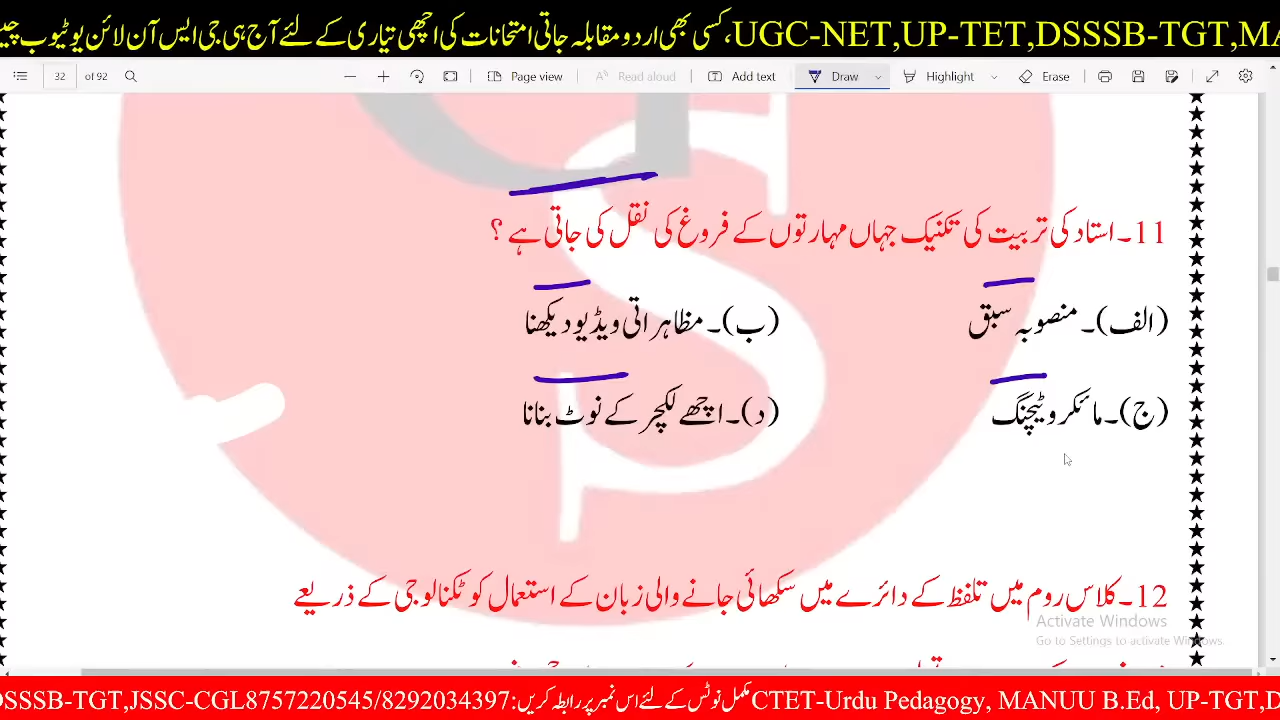 کسی بھی اردو مقابلہ جاتی امتحانات کی اچھی تیاری کے لئے آج ہی جی ایس آن لائن یوٹیوب ،UGC-NET,UP-TET,DSSSB-TGT,
32 of 92 Page view Read aloud Add text Draw Highlight Erase
11۔استاد کی تربیت کی تکنیک جہاں مہارتوں کے فروغ کی نقل کی جاتی ہے ؟
(الف)۔منصوبہ سبق (ب)۔مظاہراتی ویڈیو دیکھنا
(ج)۔مائکرو ٹیچنگ (د)۔اچھے لکچر کے نوٹ بنانا
12۔کلاس روم میں تلفظ کے دائرے میں سکھائی جانے والی زبان کے استعمال کو ٹکنالوجی کے ذریعے
Activate Windows
Go to Settings to activate Windows.
DSSSB-TGT,JSSC-CGL مکمل نوٹس کے لئے اس نمبر پر رابطہ کریں:8757220545/8292034397 CTET-Urdu Pedagogy, MANUU B.Ed, UP-TGT,